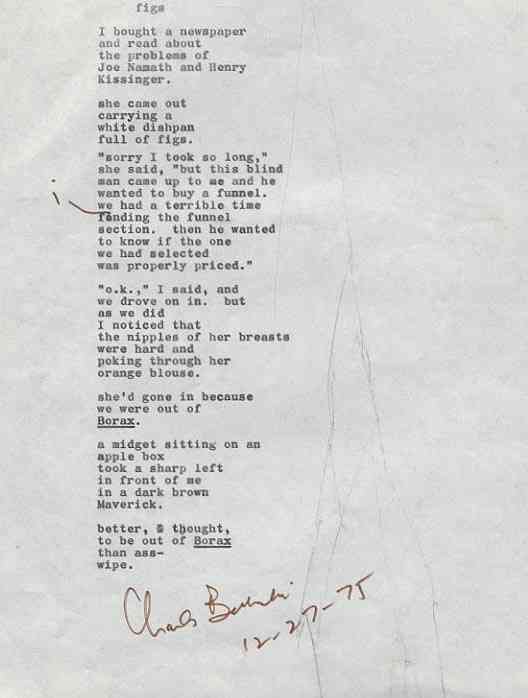 figs
I bought a newspaper
and read about
the problems of
Joe Namath and Henry
Kissinger.
she came out
carrying a
white dishpan
full of figs.
"sorry I took so long,"
she said, "but this blind
man came up to me and he
wanted to buy a funnel.
i
we had a terrible time
fending the funnel
section. then he wanted
to know if the one
we had selected
was properly priced."
"o.k.," I said, and
we drove on in. but
as we did
I noticed that
the nipples of her breasts
were hard and
poking through her
orange blouse.
she'd gone in because
we were out of
Borax.
a midget sitting on an
apple box
took a sharp left
in front of me
in a dark brown
Maverick.
better, thought,
to be out of Borax
than ass-
wipe.
Charles Bukowski
12-27-75